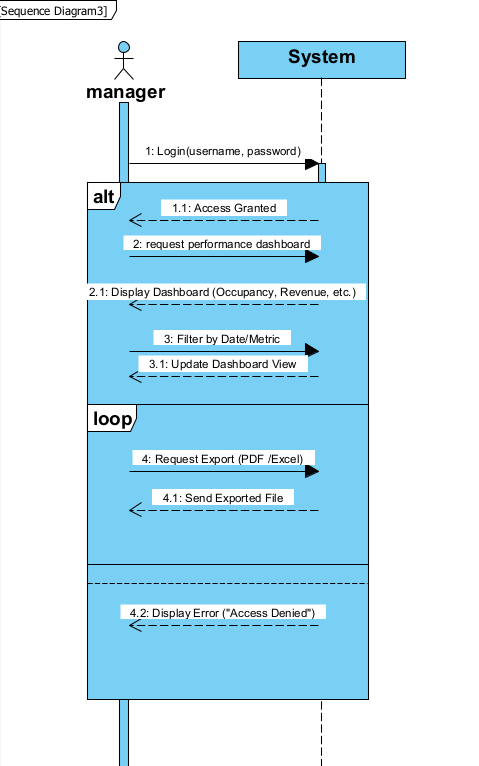 [Sequence Diagram3]
manager
System
1: Login(username, password)
alt
1.1: Access Granted
2: request performance dashboard
2.1: Display Dashboard (Occupancy, Revenue, etc.)
3: Filter by Date/Metric
3.1: Update Dashboard View
loop
4: Request Export (PDF /Excel)
4.1: Send Exported File
4.2: Display Error ("Access Denied")